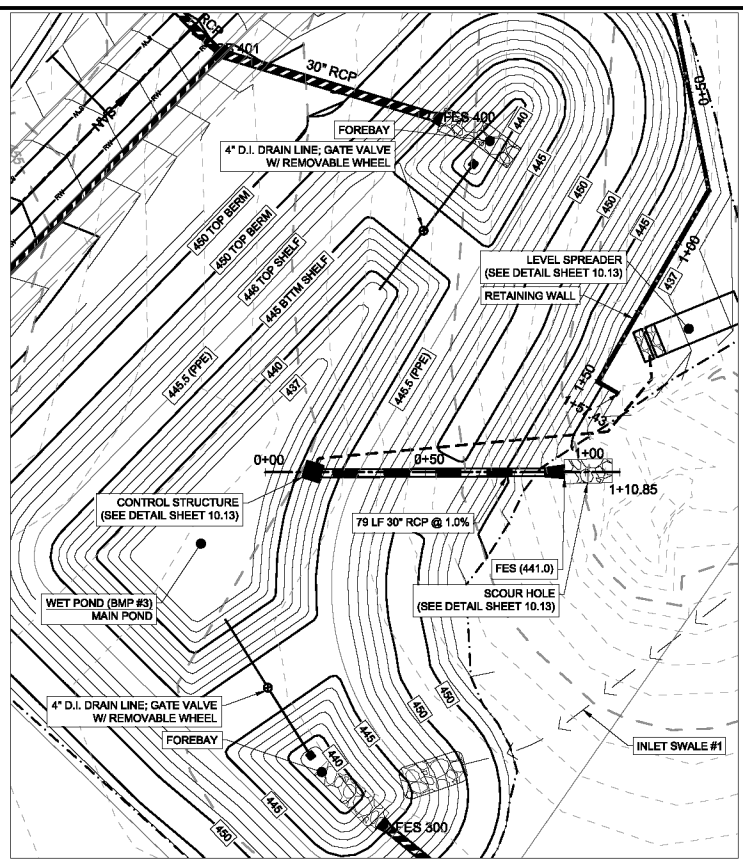 RCP
401
30" RCP
FES 400
FOREBAY
4" D.I. DRAIN LINE; GATE VALVE
W/ REMOVABLE WHEEL
440
445
450
450
445
0+50
450 TOP BERM
450 TOP BERM
446 TOP SHELF
445 BTTM SHELF
LEVEL SPREADER
(SEE DETAIL SHEET 10.13)
RETAINING WALL
1+00
437
445.5 (PPE)
440
437
445.5 (PPE)
1+50
1+57.43
0+00
0+50
1+00
1+10.85
CONTROL STRUCTURE
(SEE DETAIL SHEET 10.13)
79 LF 30" RCP @ 1.0%
FES (441.0)
SCOUR HOLE
(SEE DETAIL SHEET 10.13)
WET POND (BMP #3)
MAIN POND
450
450
4" D.I. DRAIN LINE; GATE VALVE
W/ REMOVABLE WHEEL
445
FOREBAY
440
INLET SWALE #1
445
450
FES 300